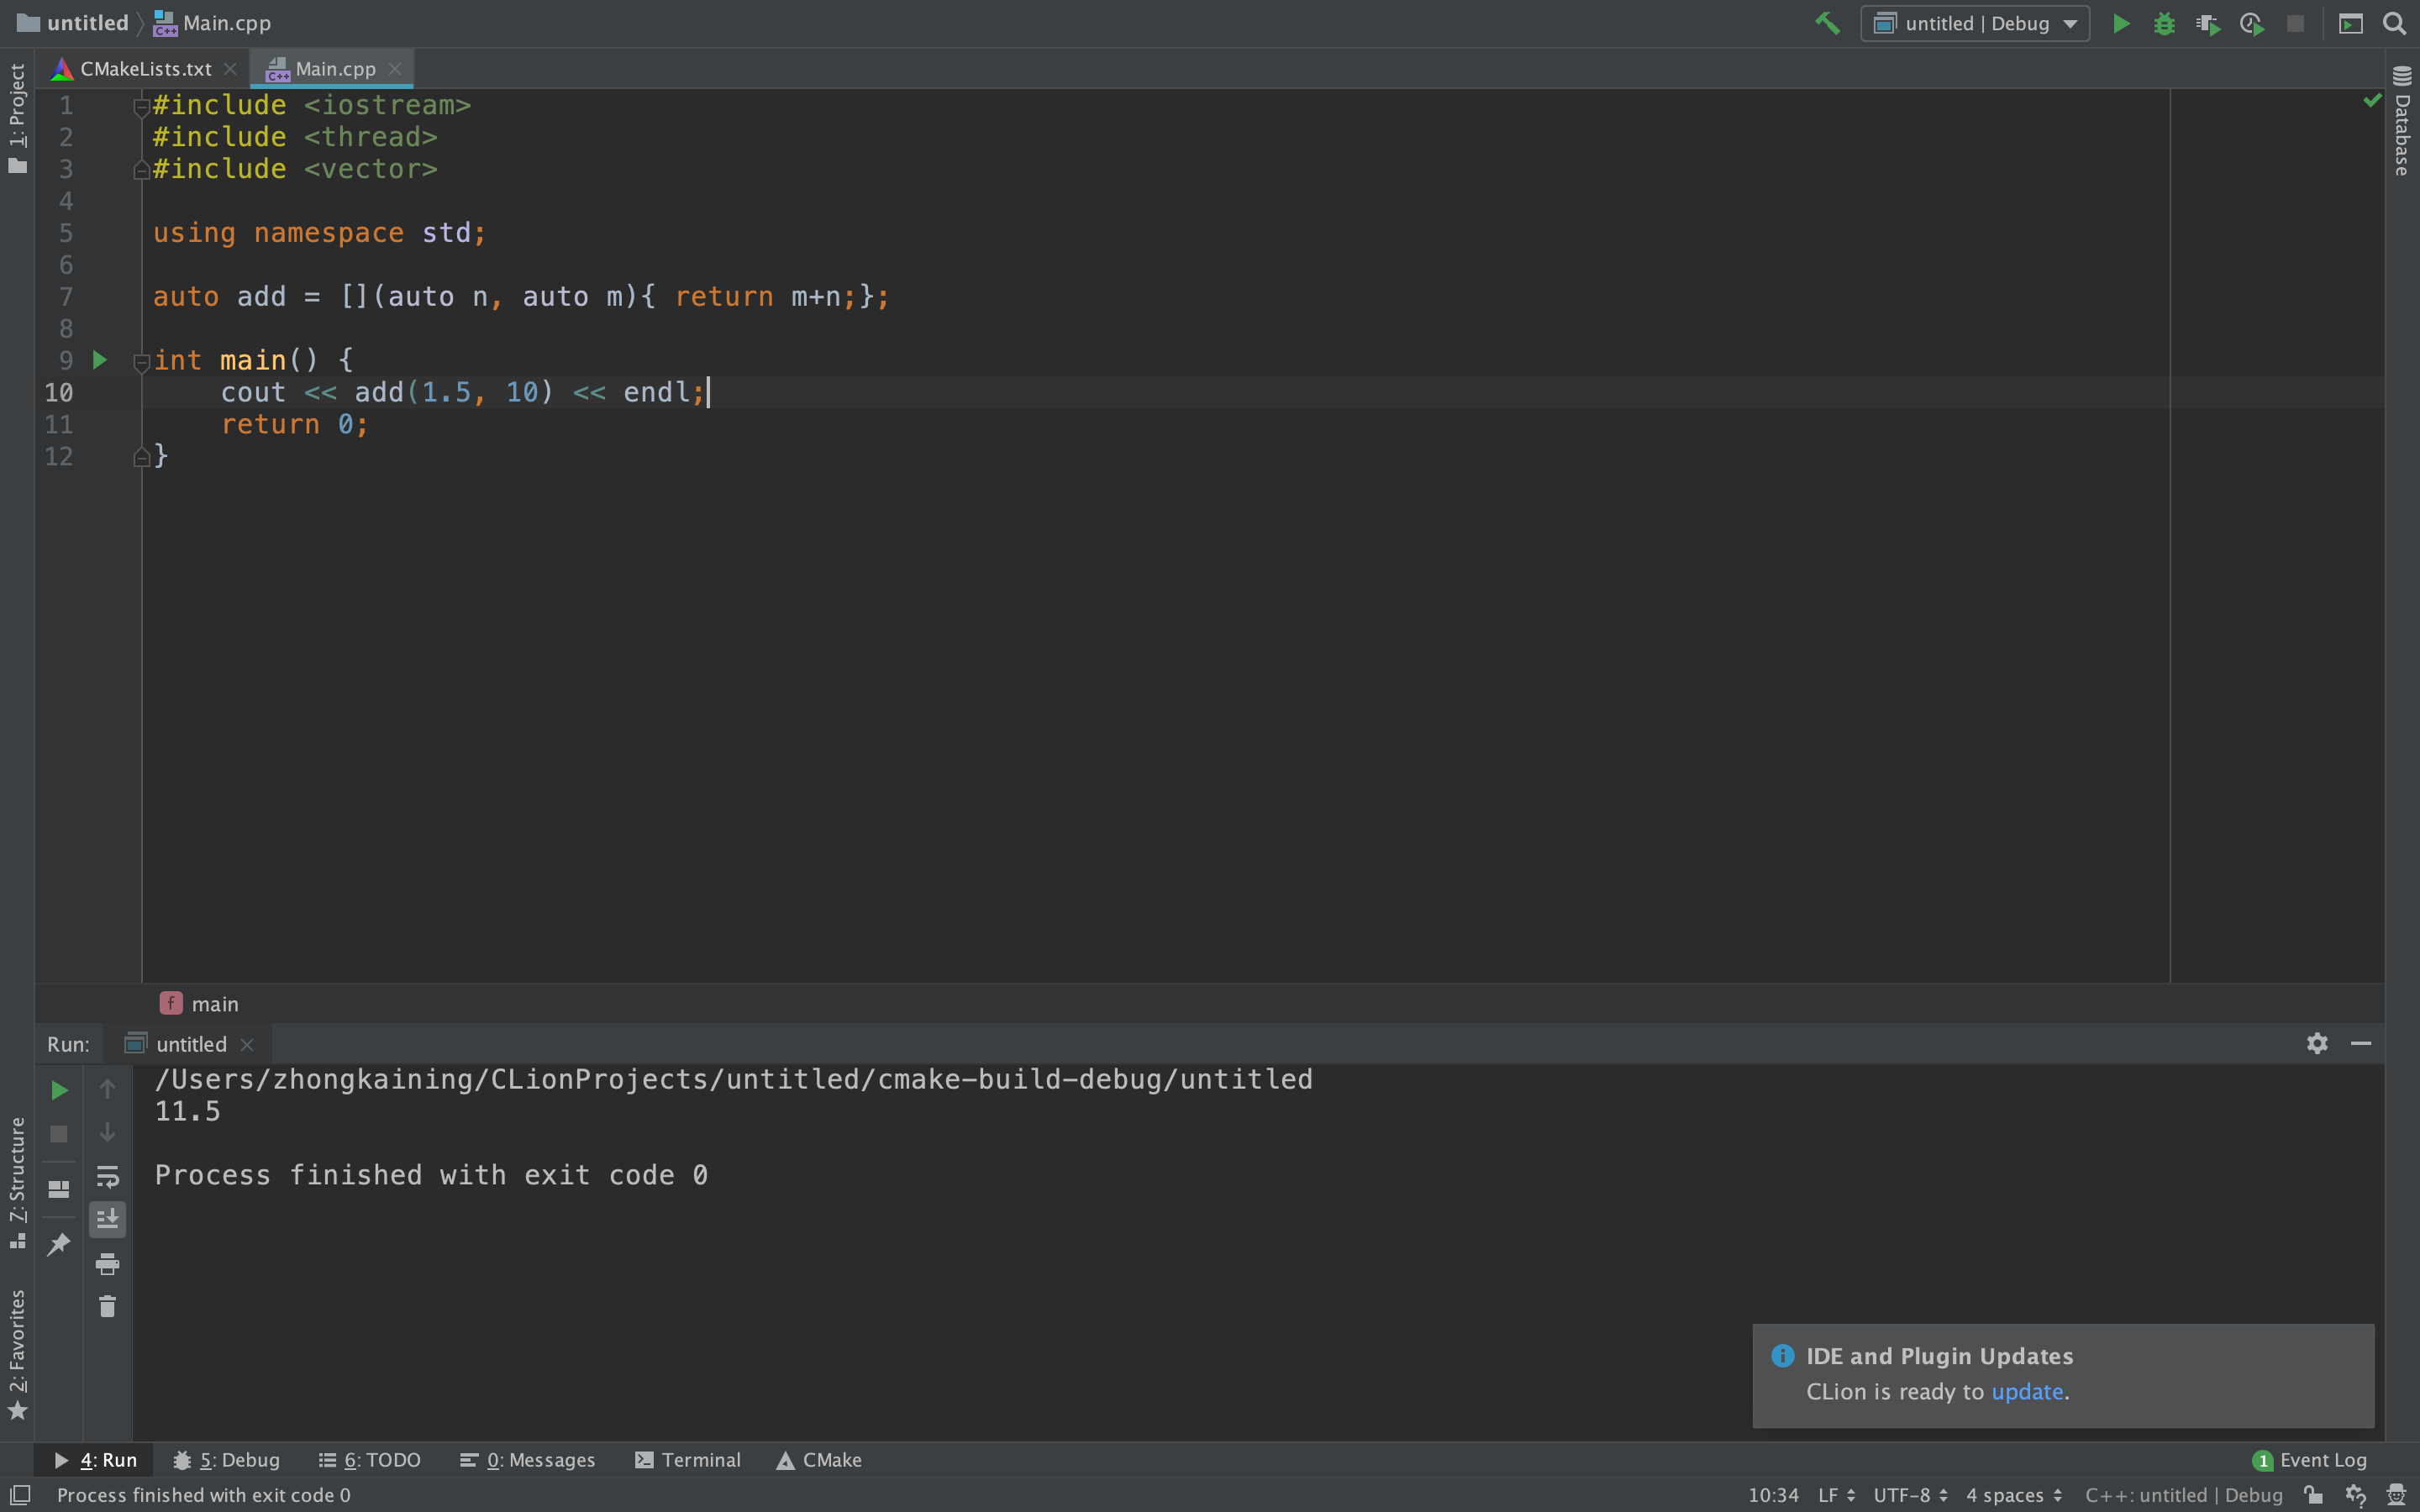 untitled Main.cpp untitled | Debug
CMakeLists.txt Main.cpp
1: Project
Database
1 #include <iostream>
2 #include <thread>
3 #include <vector>
4
5 using namespace std;
6
7 auto add = [](auto n, auto m){ return m+n;};
8
9 int main() {
10 cout << add(1.5, 10) << endl;
11 return 0;
12 }
f main
Run: untitled
/Users/zhongkaining/CLionProjects/untitled/cmake-build-debug/untitled
11.5
Process finished with exit code 0
7: Structure
2: Favorites
IDE and Plugin Updates
CLion is ready to update.
4: Run 5: Debug 6: TODO 0: Messages Terminal CMake 1 Event Log
Process finished with exit code 0 10:34 LF UTF-8 4 spaces C++: untitled | Debug